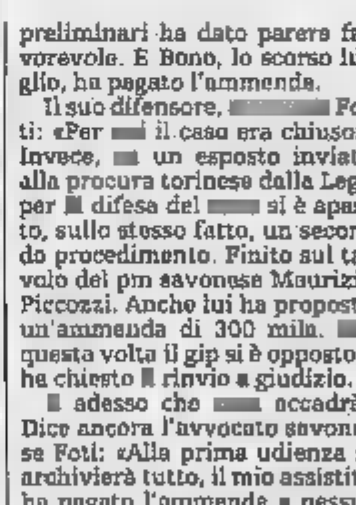 preliminari ha dato parere fa
vorevole. E Bono, lo scorso lu
glio, ha pagato l'ammenda.
Il suo difensore, Fo
ti: «Per il caso era chiuso
Invece, un esposto inviat
alla procura torinese dalla Leg
per difesa del si è apar
to, sullo stesso fatto, un secon
do procedimento. Finito sul ta
volo del pm savonese Maurizi
Piccozzi. Anche lui ha propost
un'ammenda di 300 mila.
questa volta il gip si è opposto
ha chiesto rinvio a giudizio.
adesso che accadrà
Dice ancora l'avvocato savone
se Foti: «Alla prima udienza s
archivierà tutto, il mio assistit
ha pagato l'ammenda nessu